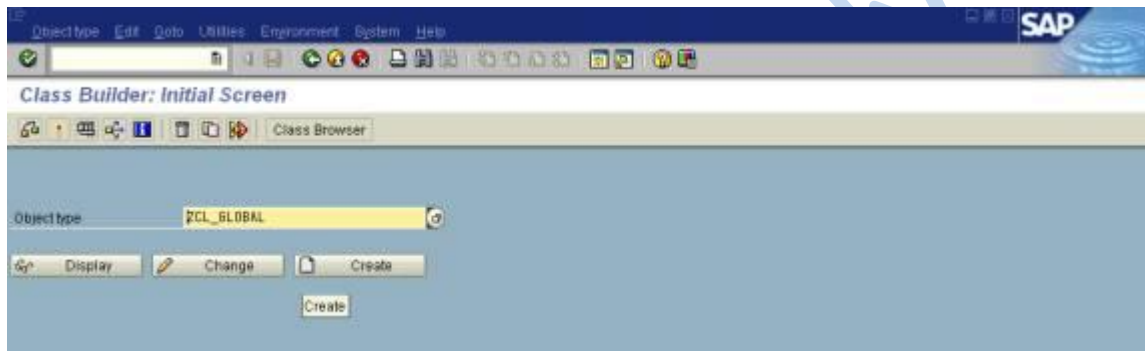 Object type Edit Goto Utilities Environment System Help
SAP
Class Builder: Initial Screen
Class Browser
Object type ZCL_GLOBAL
Display Change Create
Create